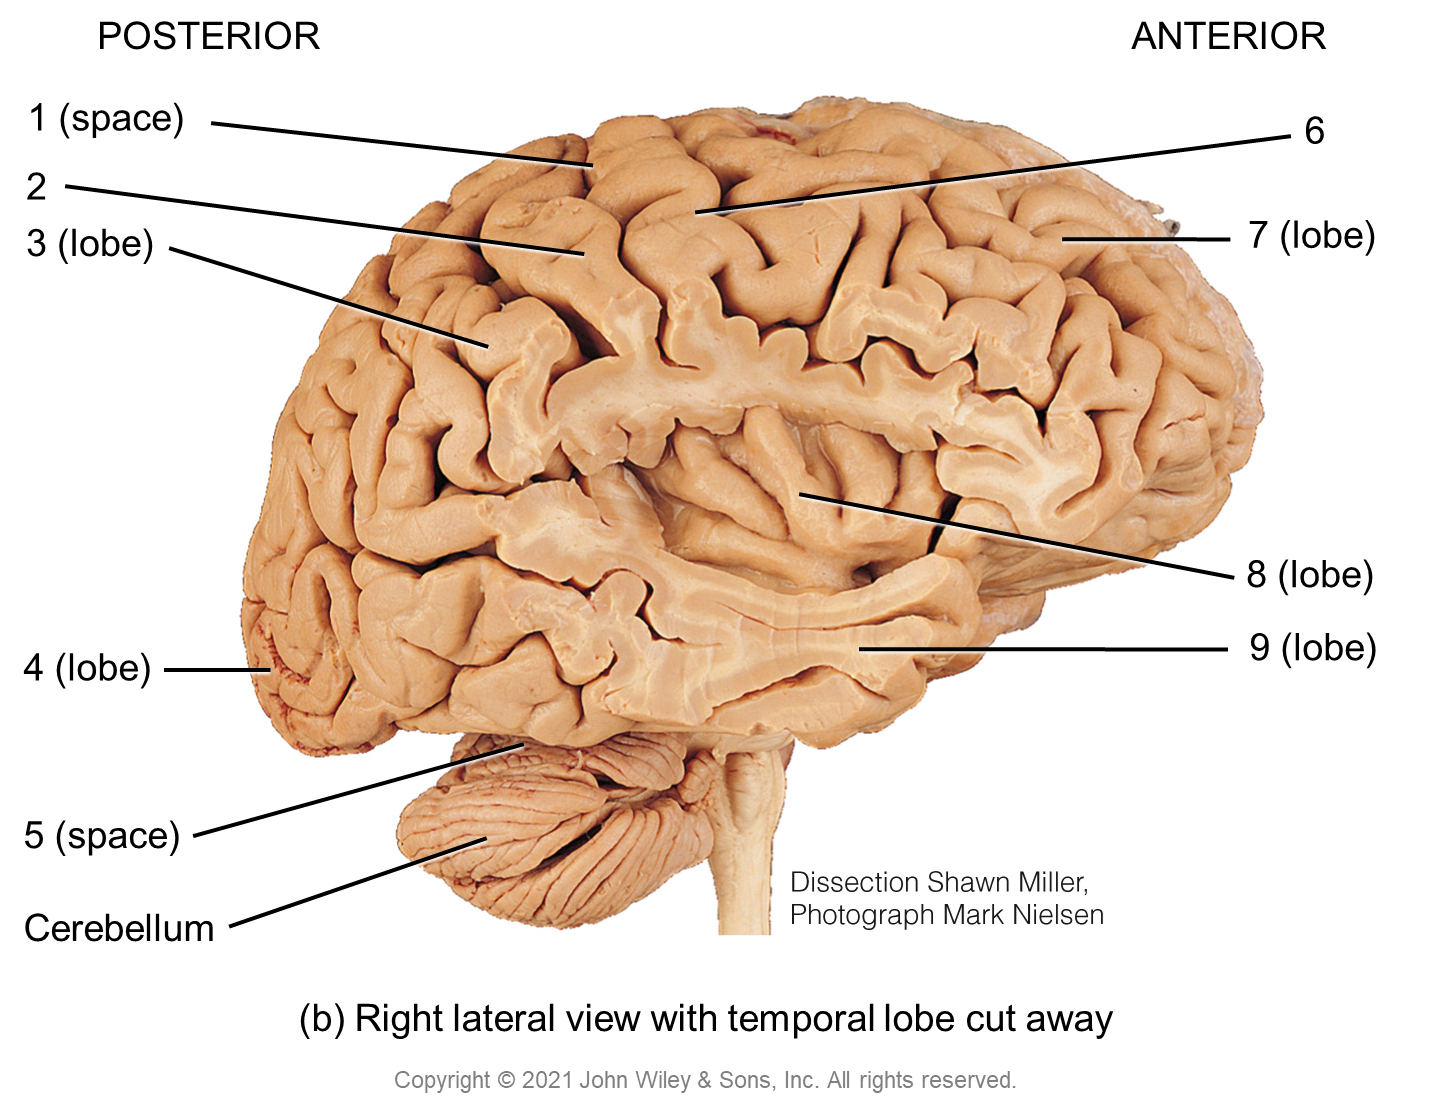 POSTERIOR
ANTERIOR
1 (space)
6
2
3 (lobe)
7 (lobe)
8 (lobe)
9 (lobe)
4 (lobe)
5 (space)
Cerebellum
Dissection Shawn Miller,
Photograph Mark Nielsen
(b) Right lateral view with temporal lobe cut away
Copyright © 2021 John Wiley & Sons, Inc. All rights reserved.